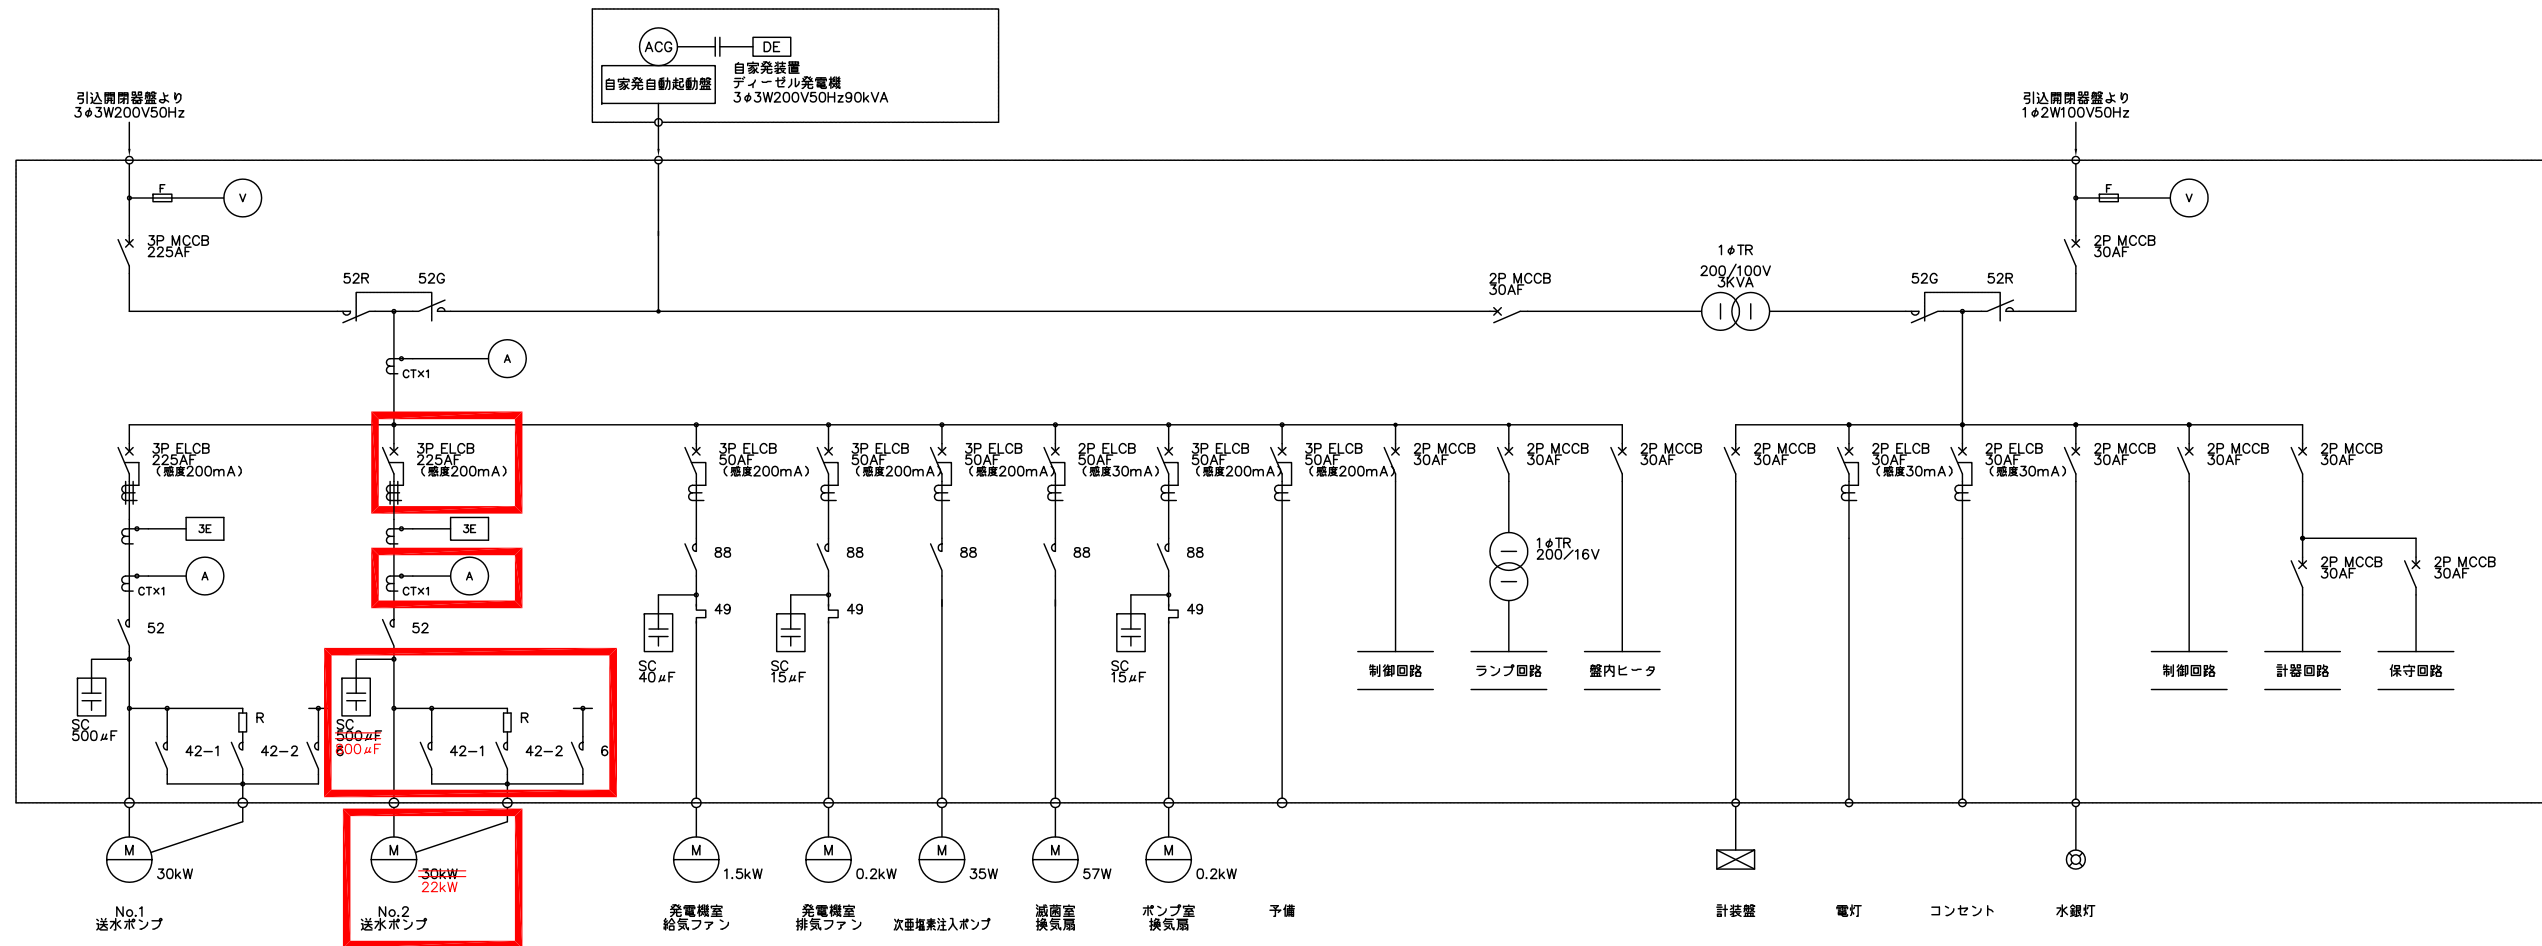 ACG
DE
自家発自動起動盤
自家発装置
ディーゼル発電機
3φ3W200V50Hz90kVA
引込開閉器盤より
3φ3W200V50Hz
引込開閉器盤より
1φ2W100V50Hz
F
V
F
V
3P MCCB
225AF
2P MCCB
30AF
52R
52G
2P MCCB
30AF
1φTR
200/100V
3KVA
52G
52R
A
CT×1
3P ELCB
225AF
(感度200mA)
3P ELCB
225AF
(感度200mA)
3P ELCB
50AF
(感度200mA)
3P ELCB
50AF
(感度200mA)
3P ELCB
50AF
(感度200mA)
2P ELCB
50AF
(感度30mA)
3P ELCB
50AF
(感度200mA)
3P ELCB
50AF
(感度200mA)
2P MCCB
30AF
2P MCCB
30AF
2P MCCB
30AF
2P MCCB
30AF
2P ELCB
30AF
(感度30mA)
2P ELCB
30AF
(感度30mA)
2P MCCB
30AF
2P MCCB
30AF
2P MCCB
30AF
3E
3E
88
88
88
88
88
1φTR
200/16V
2P MCCB
30AF
2P MCCB
30AF
A
CT×1
A
CT×1
52
52
49
49
49
SC
40μF
SC
15μF
SC
15μF
制御回路
ランプ回路
盤内ヒータ
制御回路
計器回路
保守回路
SC
500μF
R
42-1
42-2
6
SC
500μF
R
42-1
42-2
6
M
30kW
M
30kW
22kW
M
1.5kW
M
0.2kW
M
35W
M
57W
M
0.2kW
No.1
送水ポンプ
No.2
送水ポンプ
発電機室
給気ファン
発電機室
排気ファン
次亜塩素注入ポンプ
滅菌室
換気扇
ポンプ室
換気扇
予備
計装盤
電灯
コンセント
水銀灯